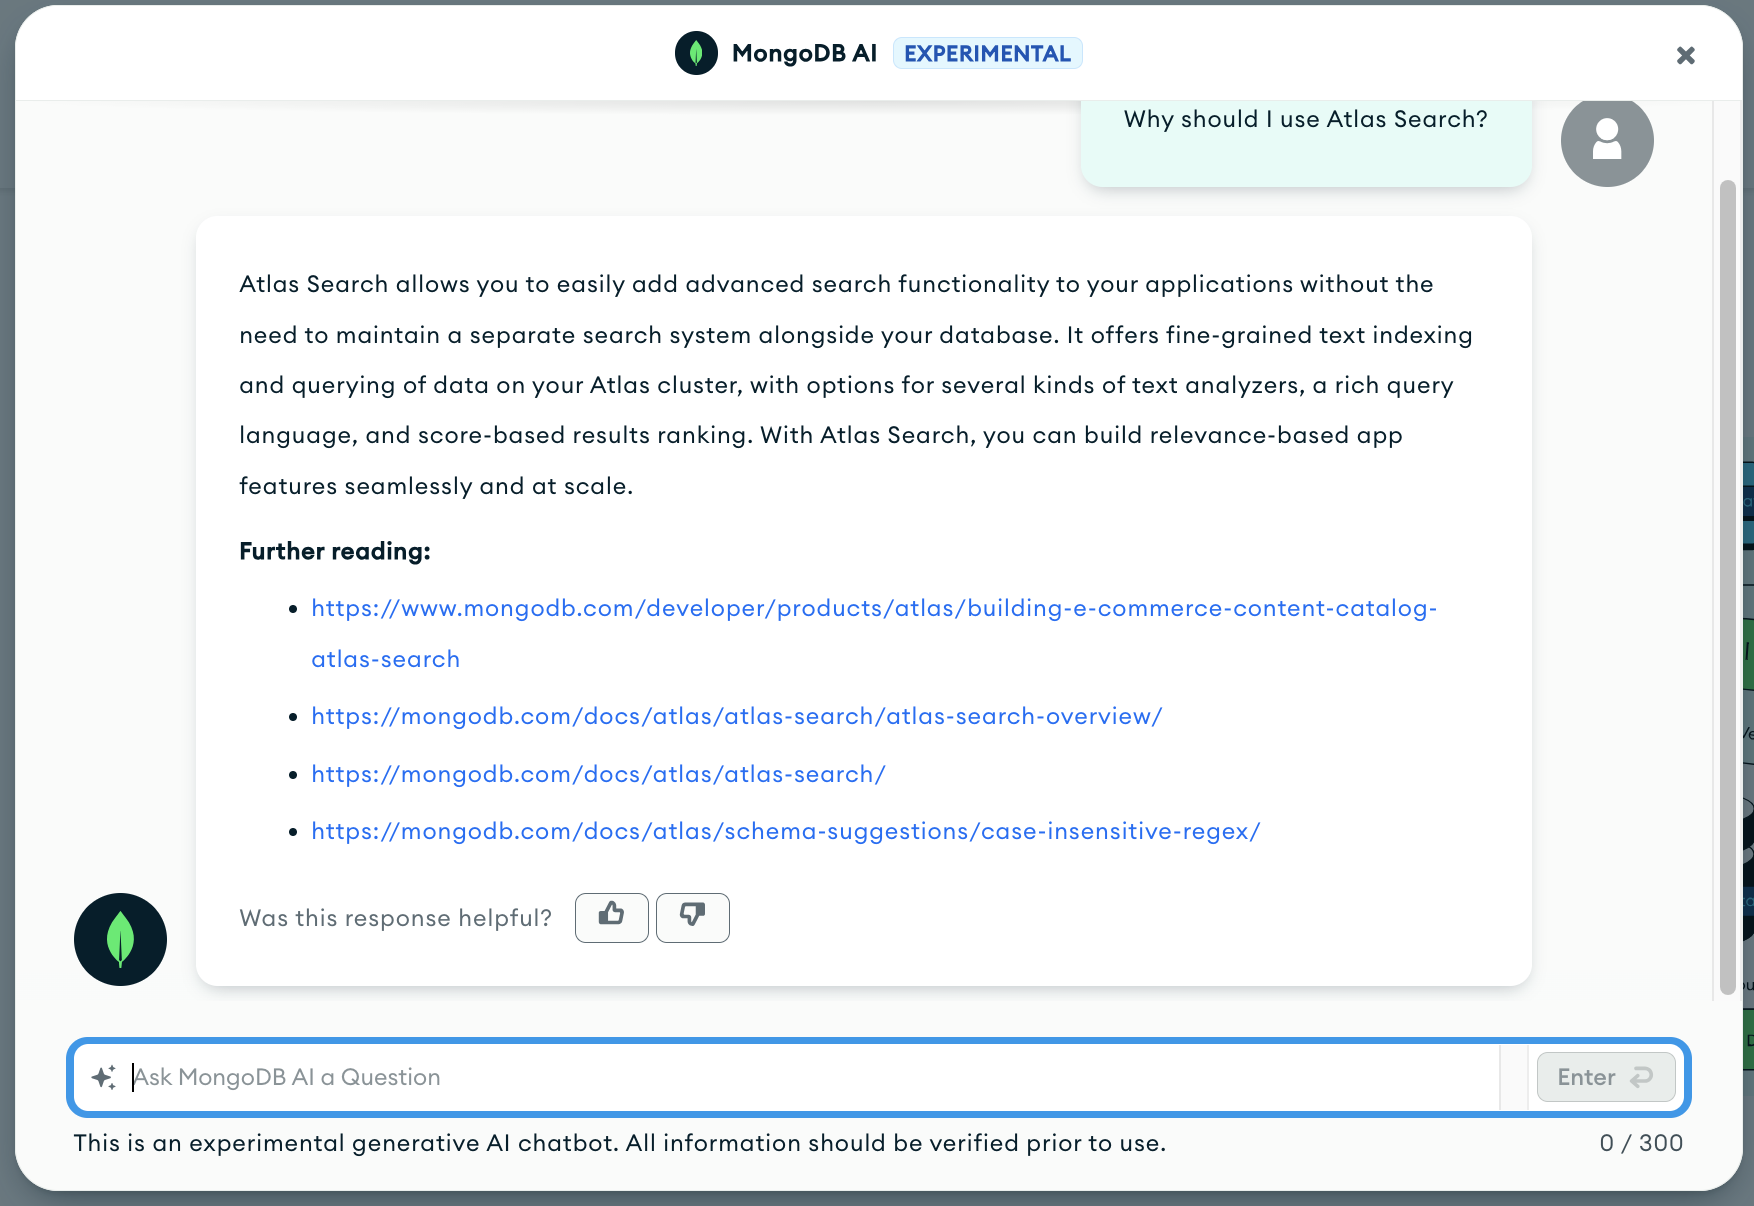 MongoDB AI EXPERIMENTAL
Why should I use Atlas Search?
Atlas Search allows you to easily add advanced search functionality to your applications without the
need to maintain a separate search system alongside your database. It offers fine-grained text indexing
and querying of data on your Atlas cluster, with options for several kinds of text analyzers, a rich query
language, and score-based results ranking. With Atlas Search, you can build relevance-based app
features seamlessly and at scale.
Further reading:
https://www.mongodb.com/developer/products/atlas/building-e-commerce-content-catalog-
atlas-search
https://mongodb.com/docs/atlas/atlas-search/atlas-search-overview/
https://mongodb.com/docs/atlas/atlas-search/
https://mongodb.com/docs/atlas/schema-suggestions/case-insensitive-regex/
Was this response helpful?
Ask MongoDB AI a Question
Enter
This is an experimental generative AI chatbot. All information should be verified prior to use.
0 / 300